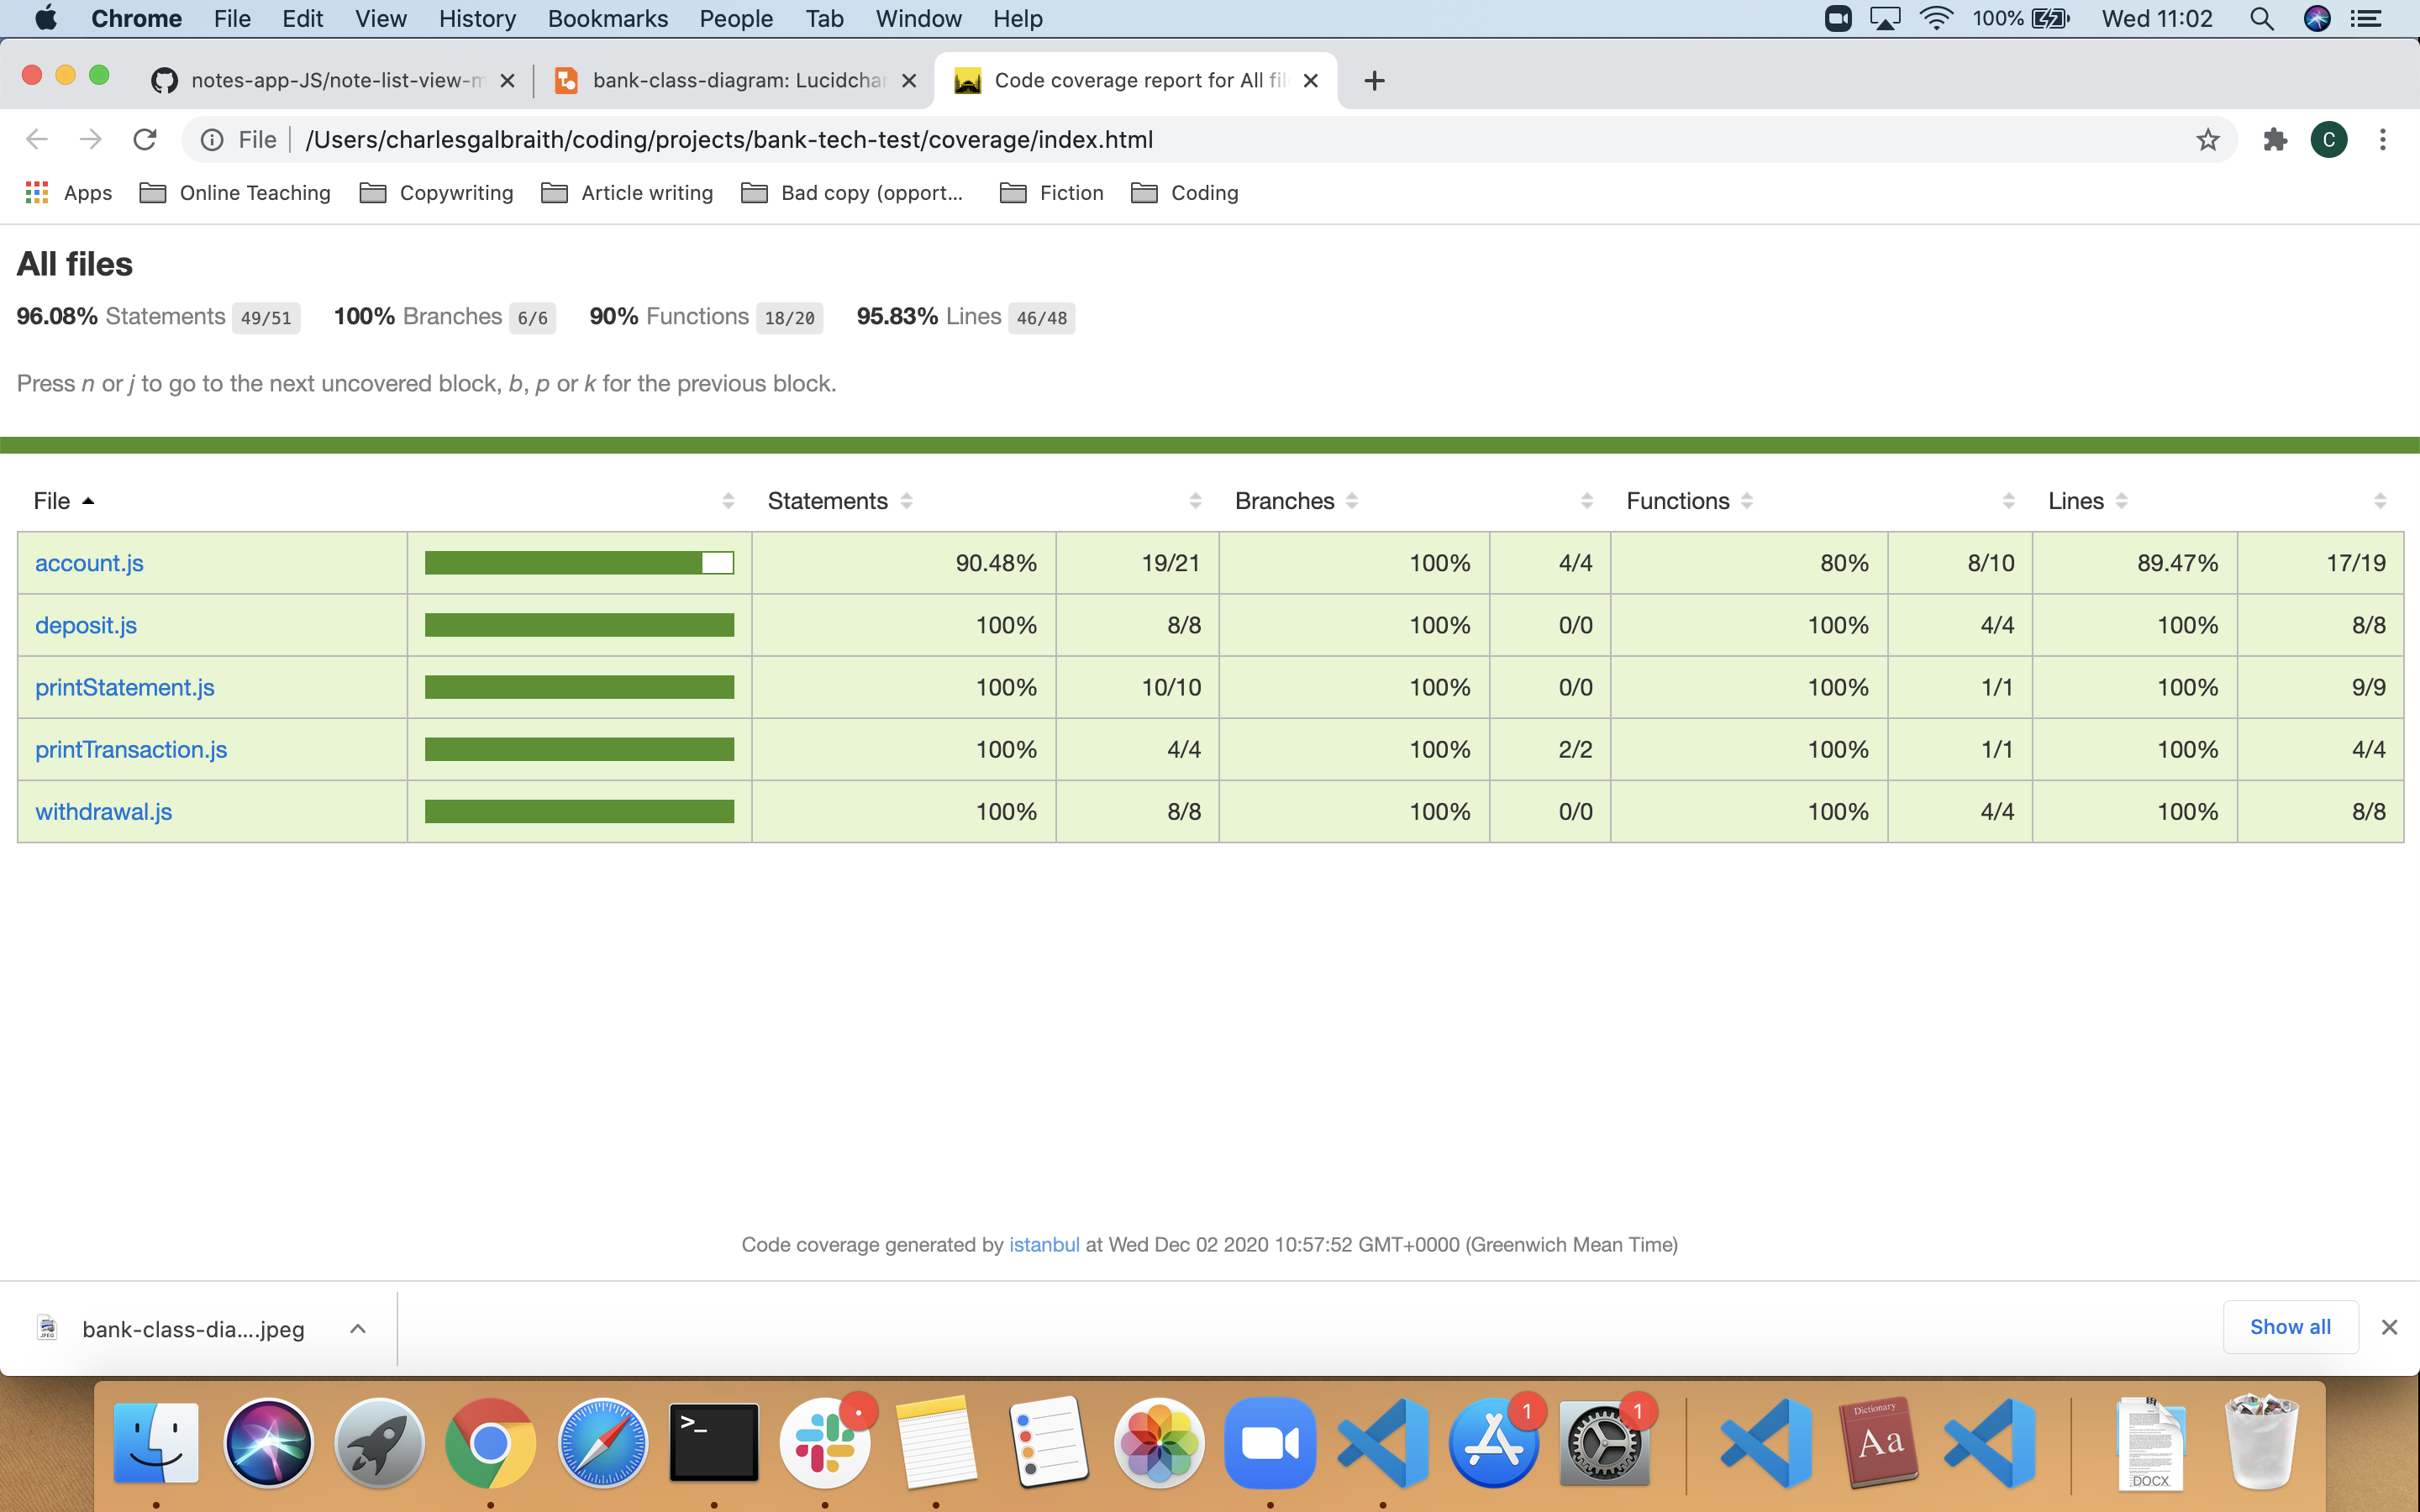 Chrome File Edit View History Bookmarks People Tab Window Help 100% Wed 11:02
notes-app-JS/note-list-view-m bank-class-diagram: Lucidchar Code coverage report for All fil
File /Users/charlesgalbraith/coding/projects/bank-tech-test/coverage/index.html C
Apps Online Teaching Copywriting Article writing Bad copy (opport... Fiction Coding
All files
96.08% Statements 49/51 100% Branches 6/6 90% Functions 18/20 95.83% Lines 46/48
Press n or j to go to the next uncovered block, b, p or k for the previous block.
File Statements Branches Functions Lines
account.js 90.48% 19/21 100% 4/4 80% 8/10 89.47% 17/19
deposit.js 100% 8/8 100% 0/0 100% 4/4 100% 8/8
printStatement.js 100% 10/10 100% 0/0 100% 1/1 100% 9/9
printTransaction.js 100% 4/4 100% 2/2 100% 1/1 100% 4/4
withdrawal.js 100% 8/8 100% 0/0 100% 4/4 100% 8/8
Code coverage generated by istanbul at Wed Dec 02 2020 10:57:52 GMT+0000 (Greenwich Mean Time)
JPEG bank-class-dia....jpeg Show all
>_ 1 1 Dictionary Aa DOCX